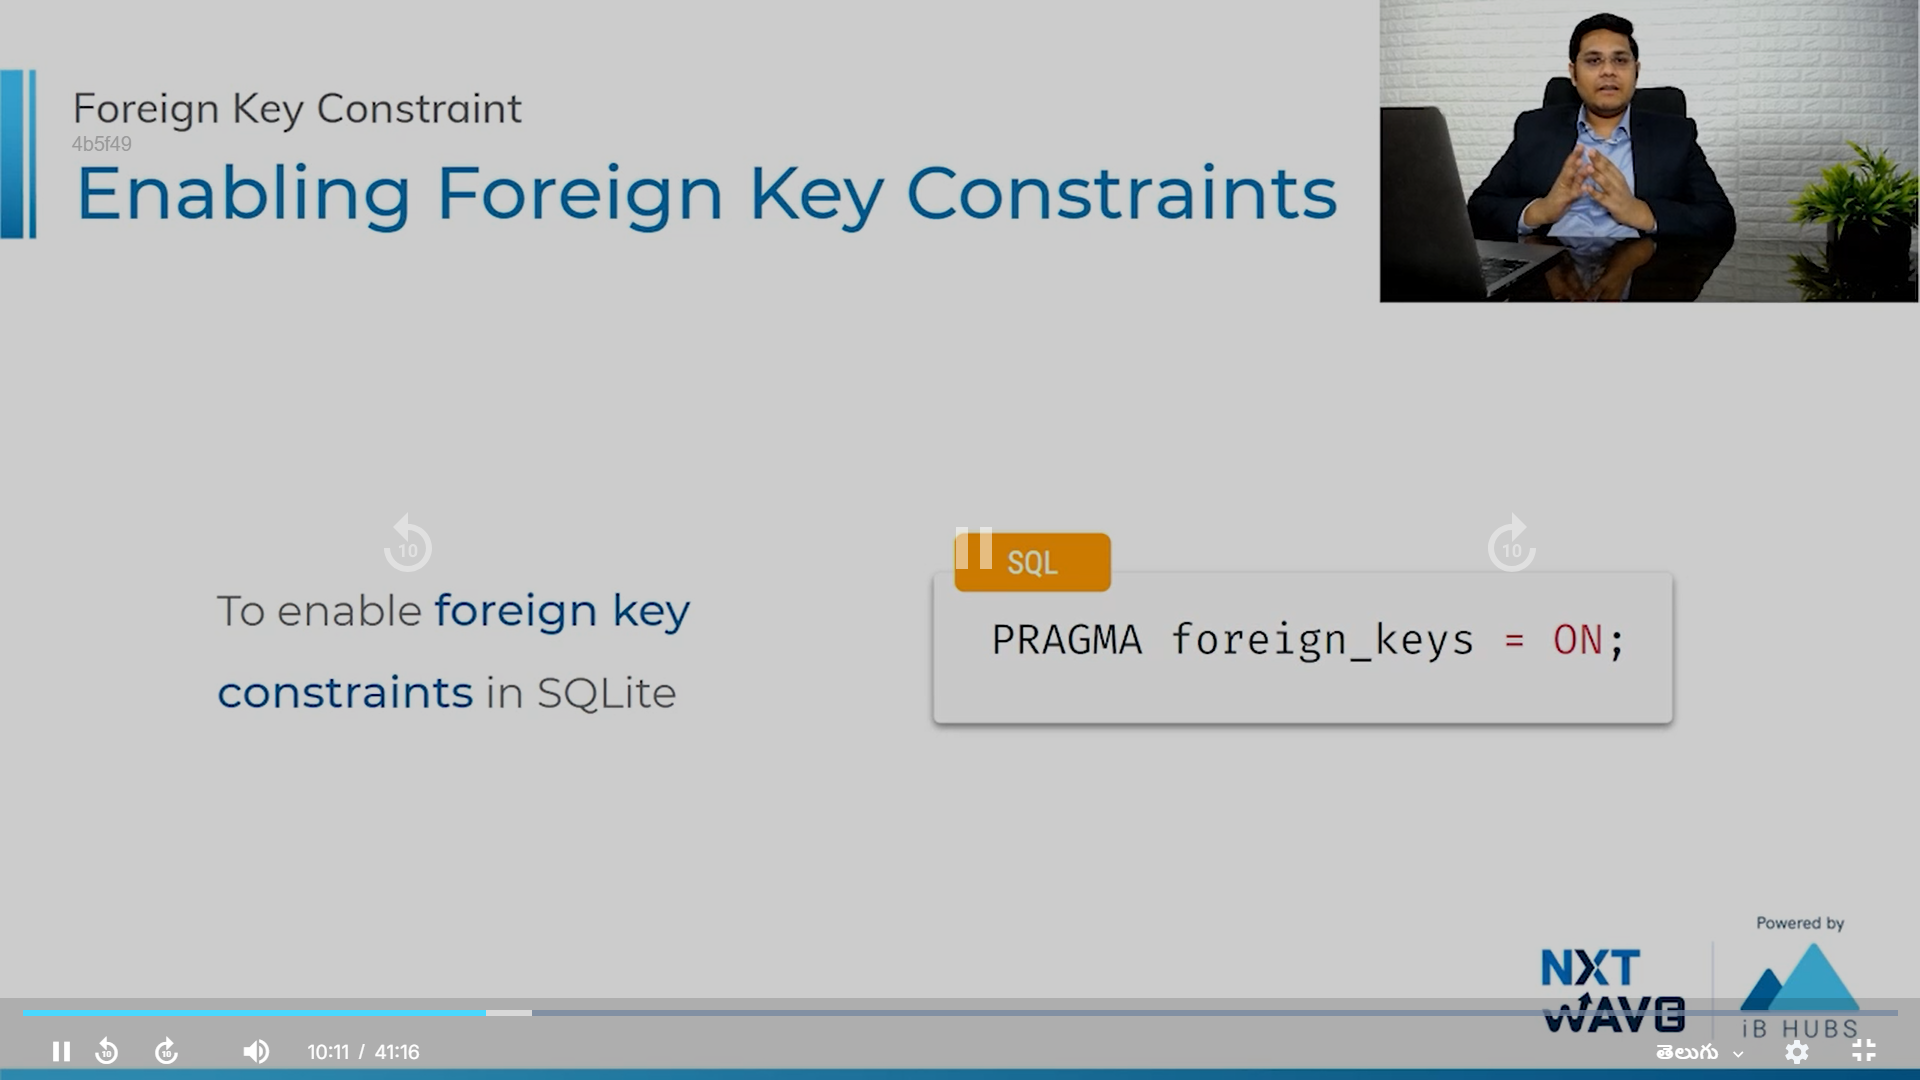 Foreign Key Constraint
4b5f49
Enabling Foreign Key Constraints
To enable foreign key
constraints in SQLite
SQL
PRAGMA foreign_keys = ON;
10
10
Powered by
NXT
WAVE
iB HUBS
10
10
10:11 / 41:16
తెలుగు